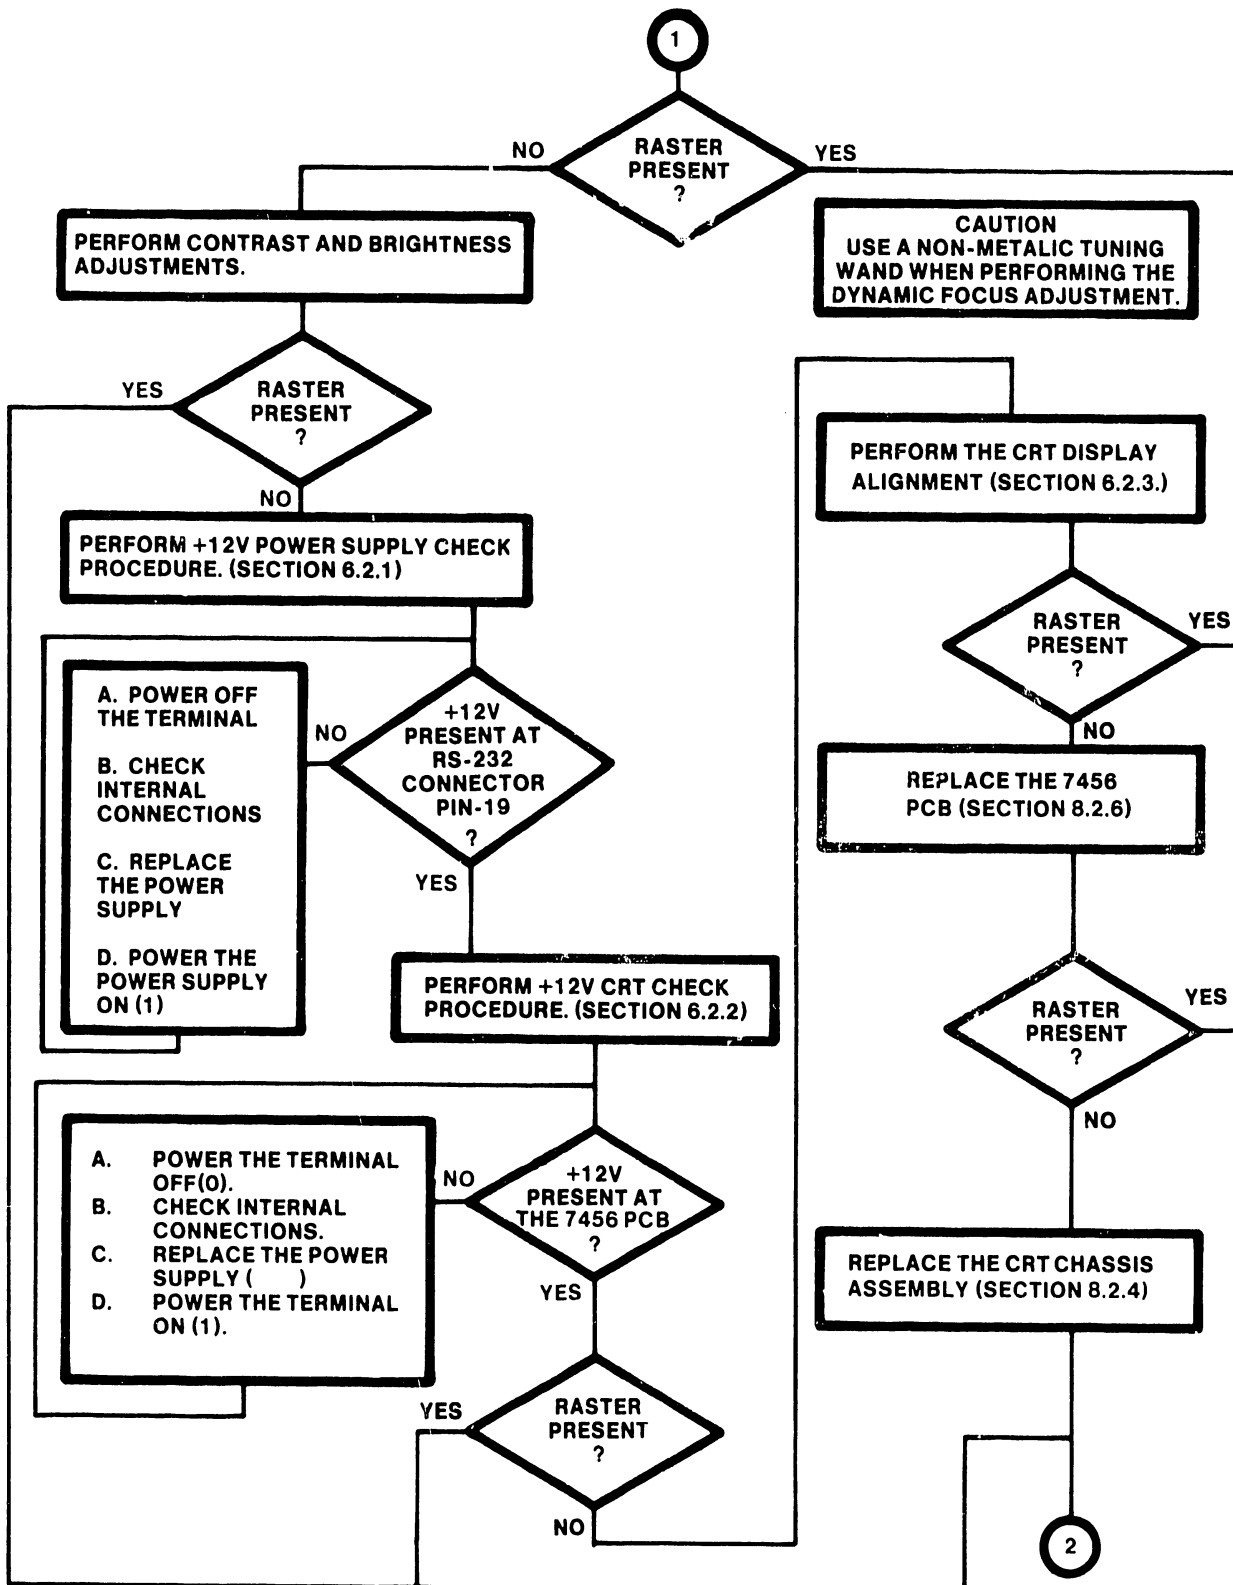 1
RASTER
PRESENT
?
NO
YES
PERFORM CONTRAST AND BRIGHTNESS
ADJUSTMENTS.
CAUTION
USE A NON-METALIC TUNING
WAND WHEN PERFORMING THE
DYNAMIC FOCUS ADJUSTMENT.
YES
RASTER
PRESENT
?
NO
PERFORM +12V POWER SUPPLY CHECK
PROCEDURE. (SECTION 6.2.1)
A. POWER OFF
THE TERMINAL
B. CHECK
INTERNAL
CONNECTIONS
C. REPLACE
THE POWER
SUPPLY
D. POWER THE
POWER SUPPLY
ON (1)
NO
+12V
PRESENT AT
RS-232
CONNECTOR
PIN-19
?
YES
PERFORM +12V CRT CHECK
PROCEDURE. (SECTION 6.2.2)
A. POWER THE TERMINAL
OFF(0).
B. CHECK INTERNAL
CONNECTIONS.
C. REPLACE THE POWER
SUPPLY ( )
D. POWER THE TERMINAL
ON (1).
NO
+12V
PRESENT AT
THE 7456 PCB
?
YES
YES
RASTER
PRESENT
?
NO
PERFORM THE CRT DISPLAY
ALIGNMENT (SECTION 6.2.3.)
RASTER
PRESENT
?
YES
NO
REPLACE THE 7456
PCB (SECTION 8.2.6)
RASTER
PRESENT
?
YES
NO
REPLACE THE CRT CHASSIS
ASSEMBLY (SECTION 8.2.4)
2